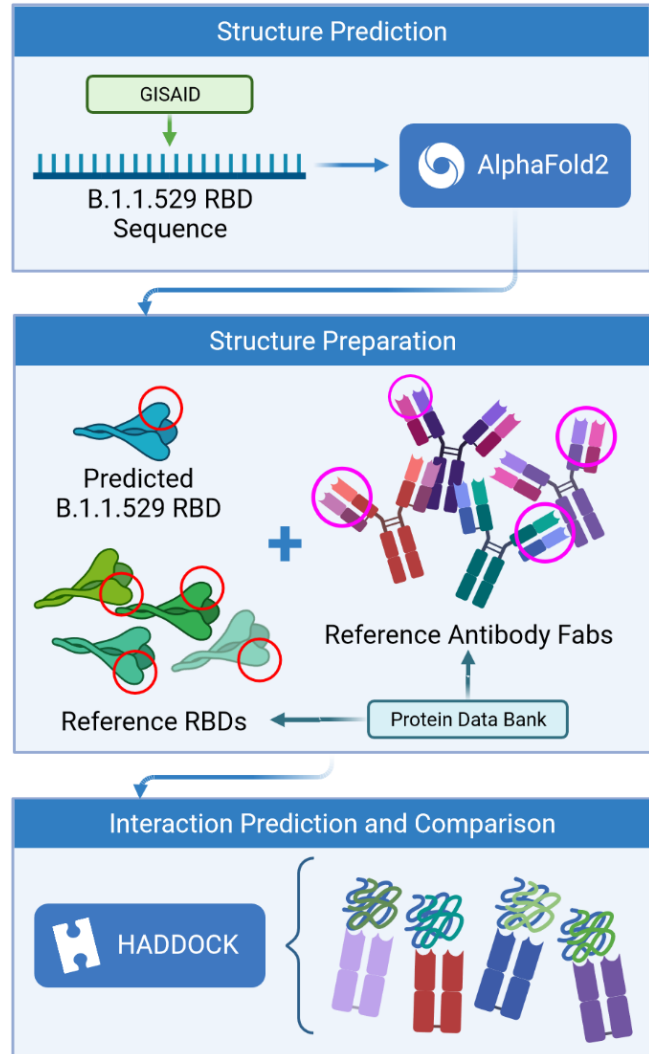 Structure Prediction
GISAID
B.1.1.529 RBD
Sequence
AlphaFold2
Structure Preparation
Predicted
B.1.1.529 RBD
Reference Antibody Fabs
Reference RBDs
Protein Data Bank
Interaction Prediction and Comparison
HADDOCK